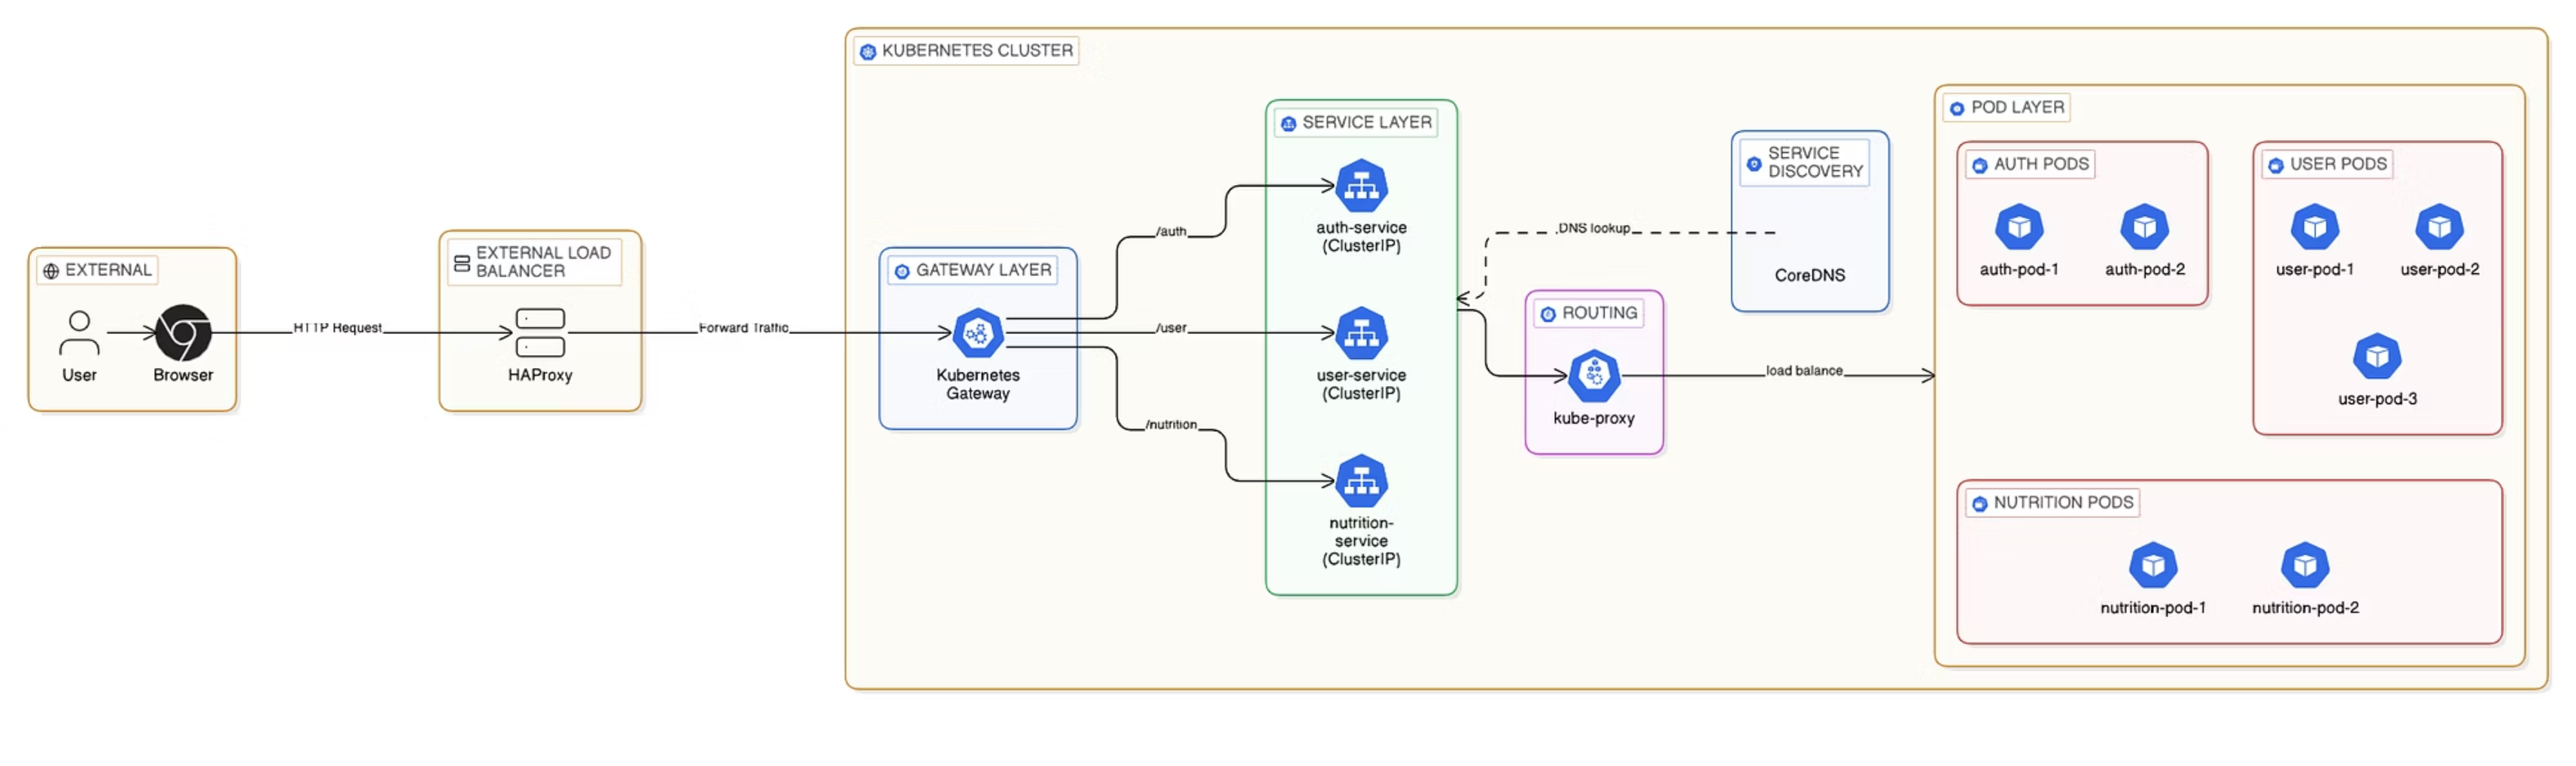 KUBERNETES CLUSTER
EXTERNAL
User
Browser
HTTP Request
EXTERNAL LOAD
BALANCER
HAProxy
Forward Traffic
GATEWAY LAYER
Kubernetes
Gateway
/auth
/user
/nutrition
SERVICE LAYER
auth-service
(ClusterIP)
user-service
(ClusterIP)
nutrition-
service
(ClusterIP)
DNS lookup
SERVICE
DISCOVERY
CoreDNS
ROUTING
kube-proxy
load balance
POD LAYER
AUTH PODS
auth-pod-1
auth-pod-2
USER PODS
user-pod-1
user-pod-2
user-pod-3
NUTRITION PODS
nutrition-pod-1
nutrition-pod-2